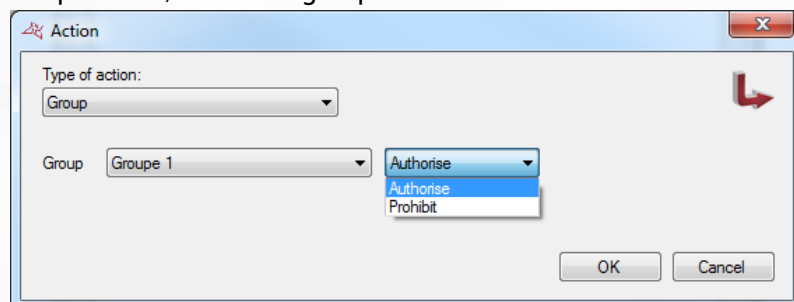 Action
Type of action:
Group
Group Groupe 1 Authorise
Authorise
Prohibit
OK Cancel